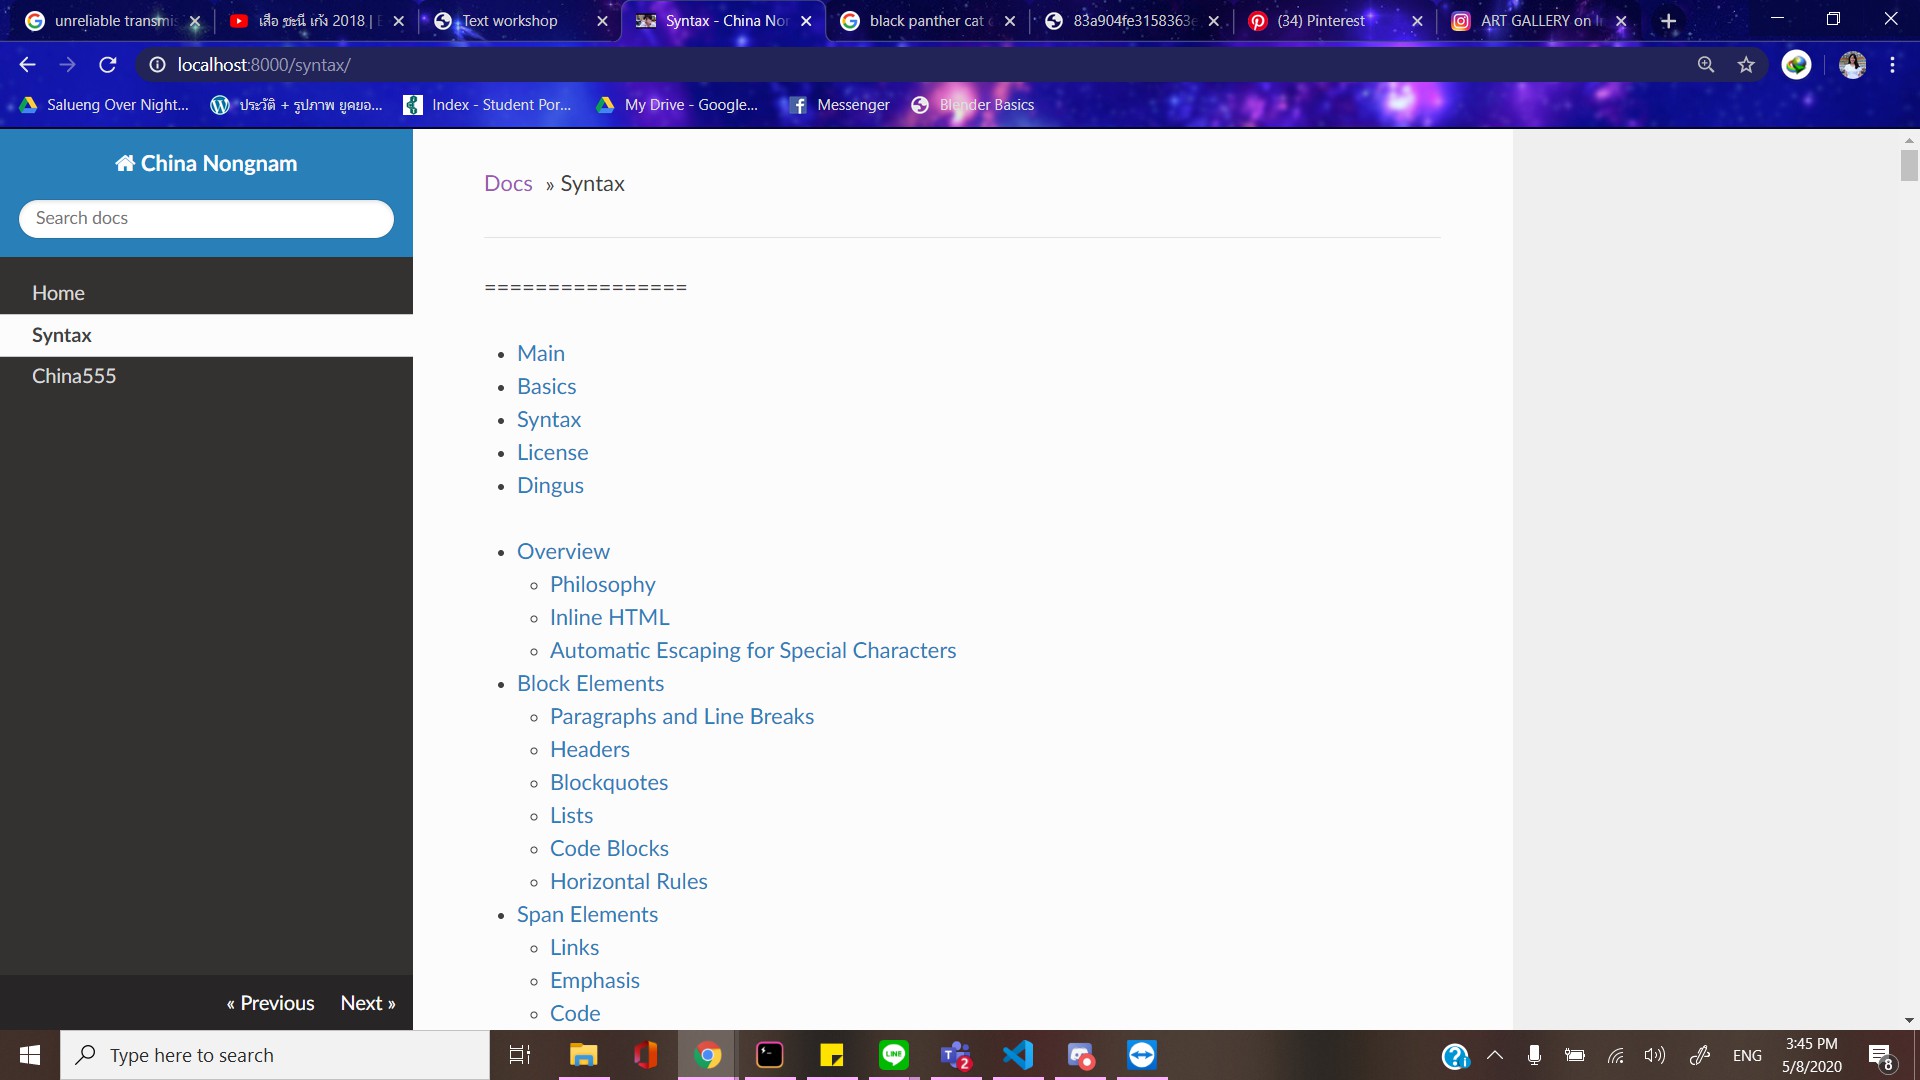 unreliable transmis
เสือ ชะนี เก้ง 2018 | E
Text workshop
Syntax - China Nor
black panther cat
83a904fe3158363e
(34) Pinterest
ART GALLERY on I
localhost:8000/syntax/
Salueng Over Night...
ประวัติ + รูปภาพ ยุคยอ...
Index - Student Por...
My Drive - Google...
Messenger
Blender Basics
China Nongnam
Search docs
Home
Syntax
China555
« Previous
Next »
Docs » Syntax
================
Main
Basics
Syntax
License
Dingus
Overview
Philosophy
Inline HTML
Automatic Escaping for Special Characters
Block Elements
Paragraphs and Line Breaks
Headers
Blockquotes
Lists
Code Blocks
Horizontal Rules
Span Elements
Links
Emphasis
Code
Type here to search
LINE
2
ENG
3:45 PM
5/8/2020
8